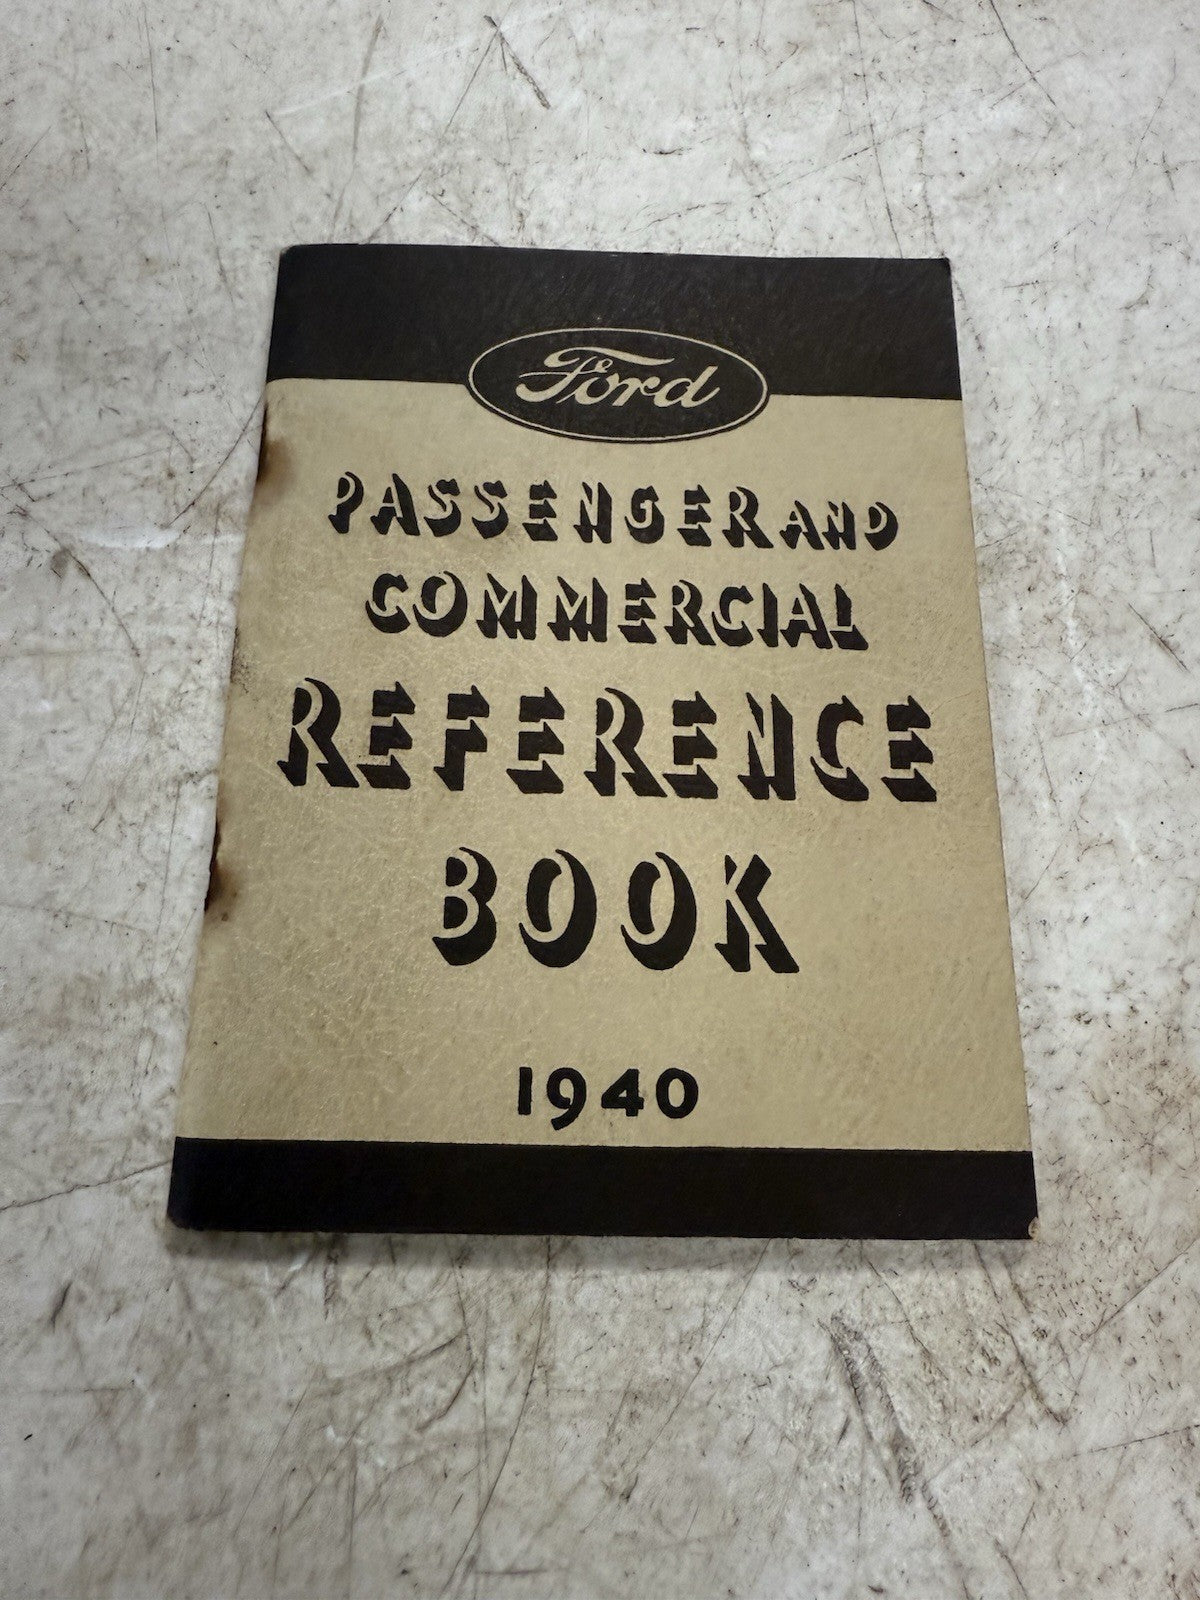 Ford
PASSENGER AND
COMMERCIAL
REFERENCE
BOOK
1940